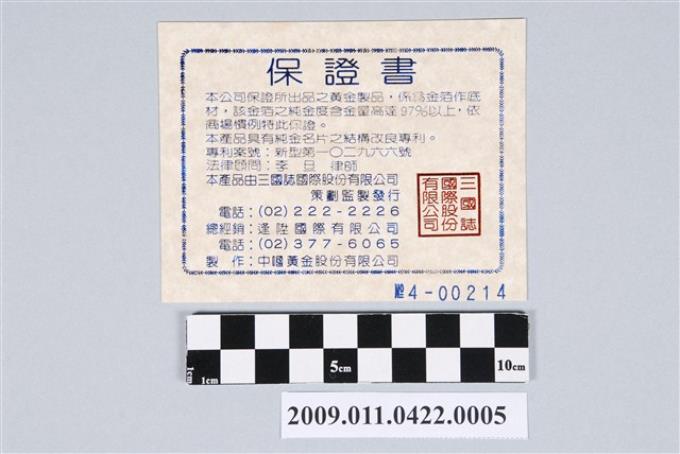 保證書
本公司保證所出品之黃金製品，係為金箔作底
材，該金箔之純金度含金量高達97%以上，依
商場慣例特此保證。
本產品具有純金名片之結構改良專利。
專利案號：新型第一〇二九六六號
法律顧問：李旦 律師
本產品由三國誌國際股份有限公司
策劃監製發行
電話：(02)222-2226
總經銷：逢陞國際有限公司
電話：(02)377-6065
製 作：中國黃金股份有限公司
三國誌
國際股份
有限公司
№4-00214
1cm
1cm
5cm
10cm
2009.011.0422.0005